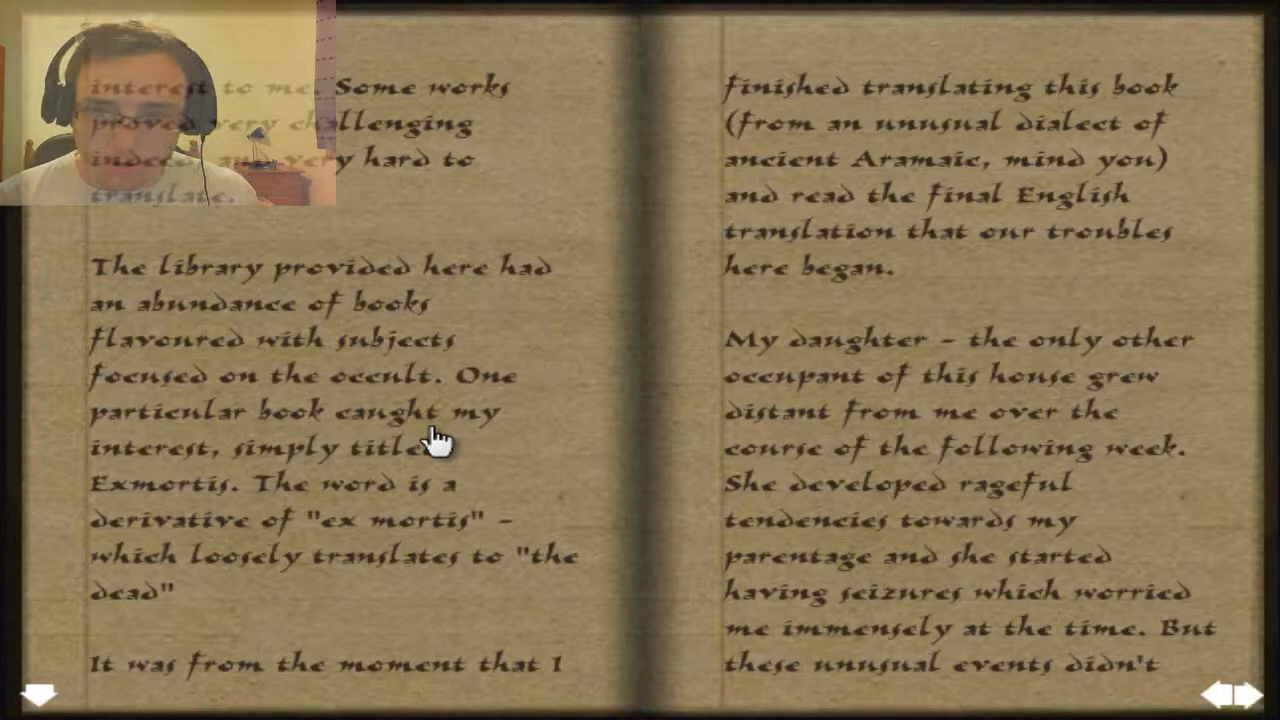 interest to me. Some works
proved very challenging
indeed, and very hard to
translate.
The library provided here had
an abundance of books
flavoured with subjects
focused on the occult. One
particular book caught my
interest, simply titled
Exmortis. The word is a
derivative of "ex mortis" -
which loosely translates to "the
dead"
It was from the moment that I
finished translating this book
(from an unusual dialect of
ancient Aramaic, mind you)
and read the final English
translation that our troubles
here began.
My daughter - the only other
occupant of this house grew
distant from me over the
course of the following week.
She developed rageful
tendencies towards my
parentage and she started
having seizures which worried
me immensely at the time. But
these unusual events didn't